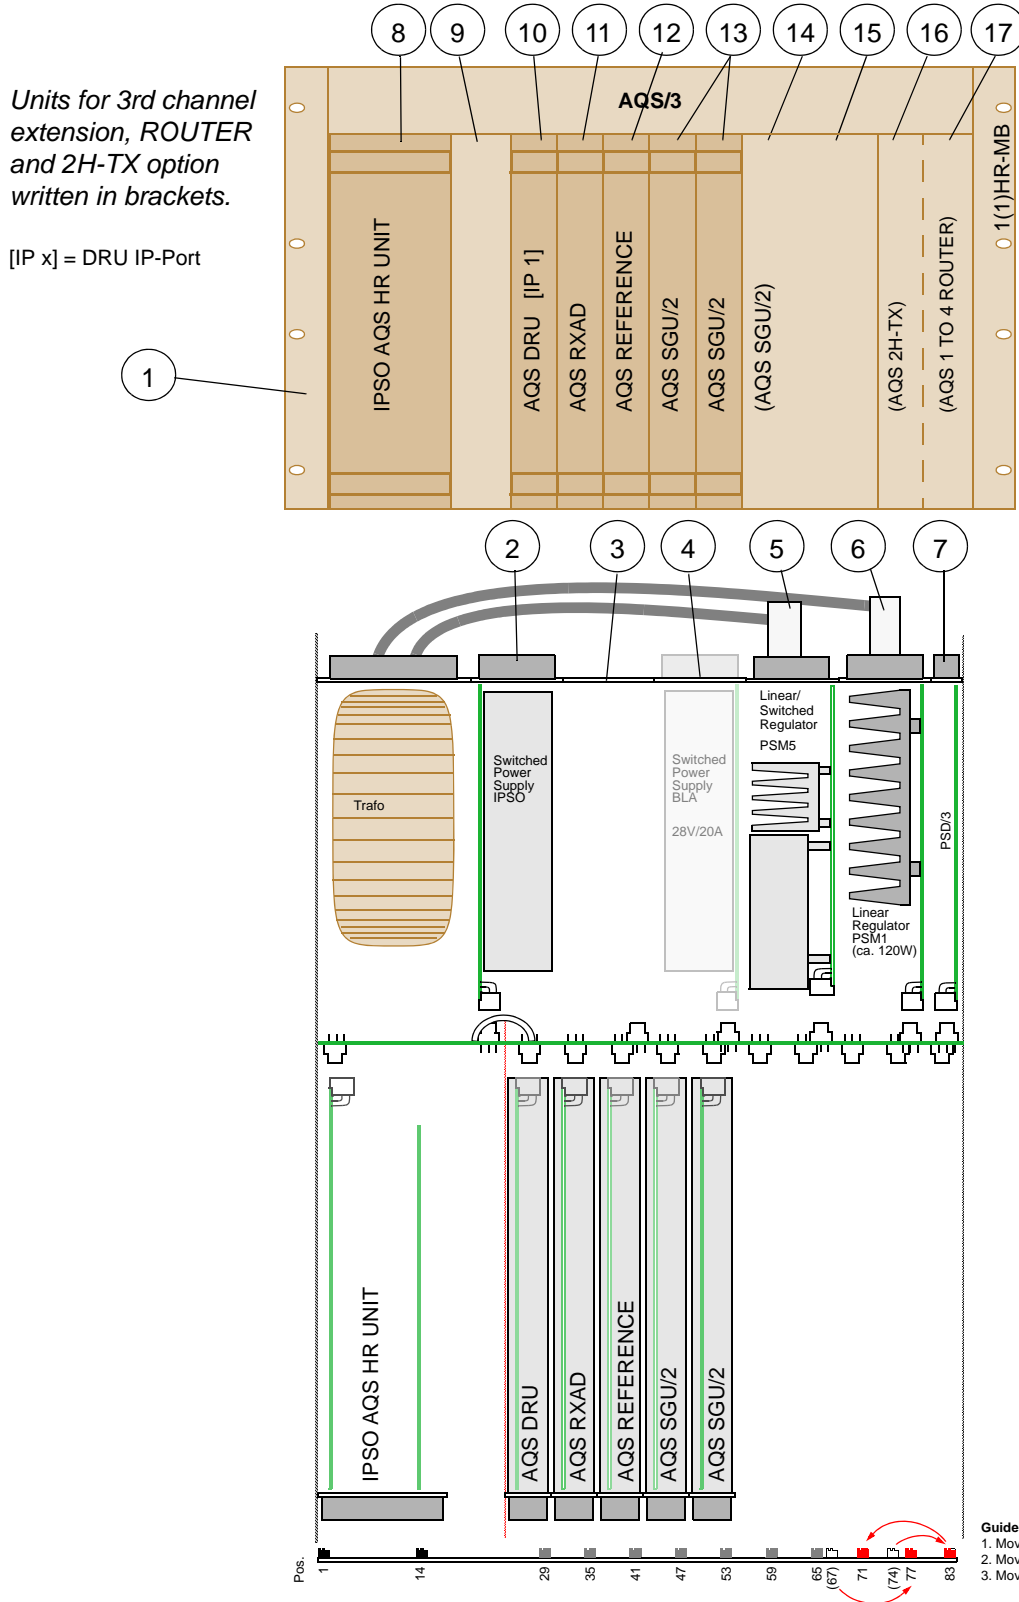 8 9 10 11 12 13 14 15 16 17
Units for 3rd channel
extension, ROUTER
and 2H-TX option
written in brackets.
[IP x] = DRU IP-Port
AQS/3
1(1)HR-MB
IPSO AQS HR UNIT
AQS DRU [IP 1]
AQS RXAD
AQS REFERENCE
AQS SGU/2
AQS SGU/2
(AQS SGU/2)
(AQS 2H-TX)
(AQS 1 TO 4 ROUTER)
1
2 3 4 5 6 7
Trafo
Switched
Power
Supply
IPSO
Switched
Power
Supply
BLA
28V/20A
Linear/
Switched
Regulator
PSM5
Linear
Regulator
PSM1
(ca. 120W)
PSD/3
IPSO AQS HR UNIT
AQS DRU
AQS RXAD
AQS REFERENCE
AQS SGU/2
AQS SGU/2
Pos.
1 14 29 35 41 47 53 59 65 (67) 71 (74) 77 83
Guide
1. Mov
2. Mov
3. Mov